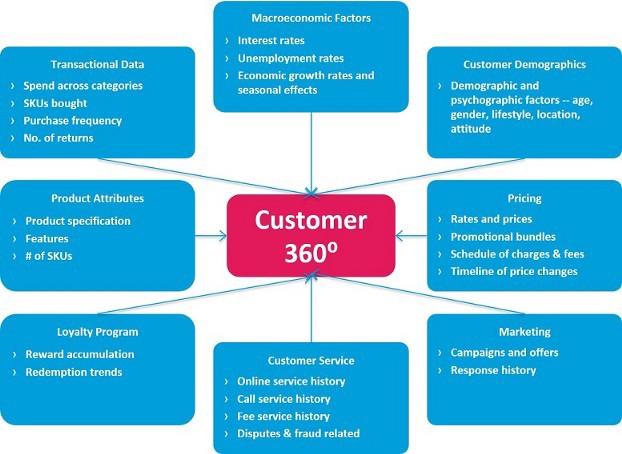 Macroeconomic Factors
› Interest rates
› Unemployment rates
› Economic growth rates and
seasonal effects
Transactional Data
› Spend across categories
› SKUs bought
› Purchase frequency
› No. of returns
Customer Demographics
› Demographic and
psychographic factors -- age,
gender, lifestyle, location,
attitude
Product Attributes
› Product specification
› Features
› # of SKUs
Customer
360º
Pricing
› Rates and prices
› Promotional bundles
› Schedule of charges & fees
› Timeline of price changes
Loyalty Program
› Reward accumulation
› Redemption trends
Customer Service
› Online service history
› Call service history
› Fee service history
› Disputes & fraud related
Marketing
› Campaigns and offers
› Response history